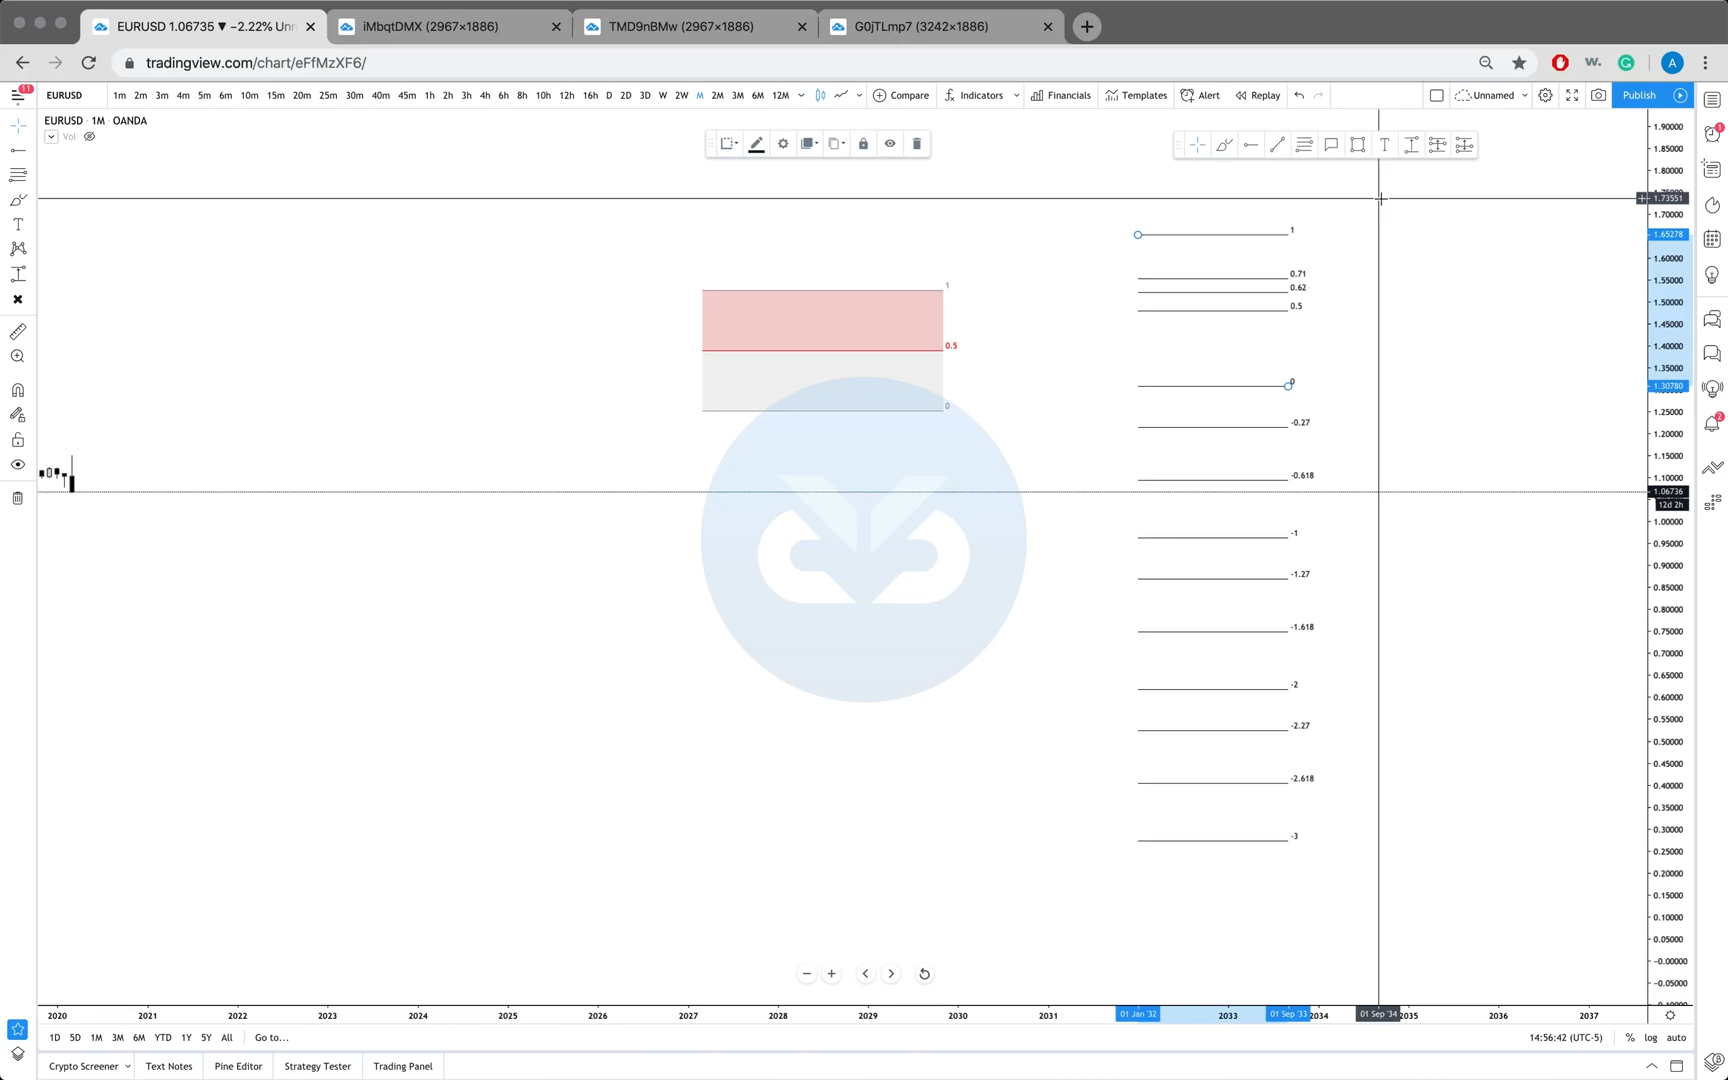 EURUSD 1.06735 ▼ −2.22% Unn
iMbqtDMX (2967×1886)
TMD9nBMw (2967×1886)
G0jTLmp7 (3242×1886)
tradingview.com/chart/eFfMzXF6/
w.
G
A
11
EURUSD
1m 2m 3m 4m 5m 6m 10m 15m 20m 25m 30m 40m 45m 1h 2h 3h 4h 6h 8h 10h 12h 16h D 2D 3D W 2W M 2M 3M 6M 12M
Compare
Indicators
Financials
Templates
Alert
Replay
Unnamed
Publish
EURUSD · 1M · OANDA
Vol
1
2
1
0.5
0
1
0.71
0.62
0.5
0
-0.27
-0.618
-1
-1.27
-1.618
-2
-2.27
-2.618
-3
1.90000
1.85000
1.80000
1.73551
1.70000
1.65278
1.60000
1.55000
1.50000
1.45000
1.40000
1.35000
1.30780
1.25000
1.20000
1.15000
1.10000
1.06736
12d 2h
1.00000
0.95000
0.90000
0.85000
0.80000
0.75000
0.70000
0.65000
0.60000
0.55000
0.50000
0.45000
0.40000
0.35000
0.30000
0.25000
0.20000
0.15000
0.10000
0.05000
-0.00000
-0.05000
2020 2021 2022 2023 2024 2025 2026 2027 2028 2029 2030 2031 01 Jan '32 2033 01 Sep '33 2034 01 Sep '34 2035 2036 2037
1D 5D 1M 3M 6M YTD 1Y 5Y All Go to...
14:56:42 (UTC-5) % log auto
Crypto Screener Text Notes Pine Editor Strategy Tester Trading Panel